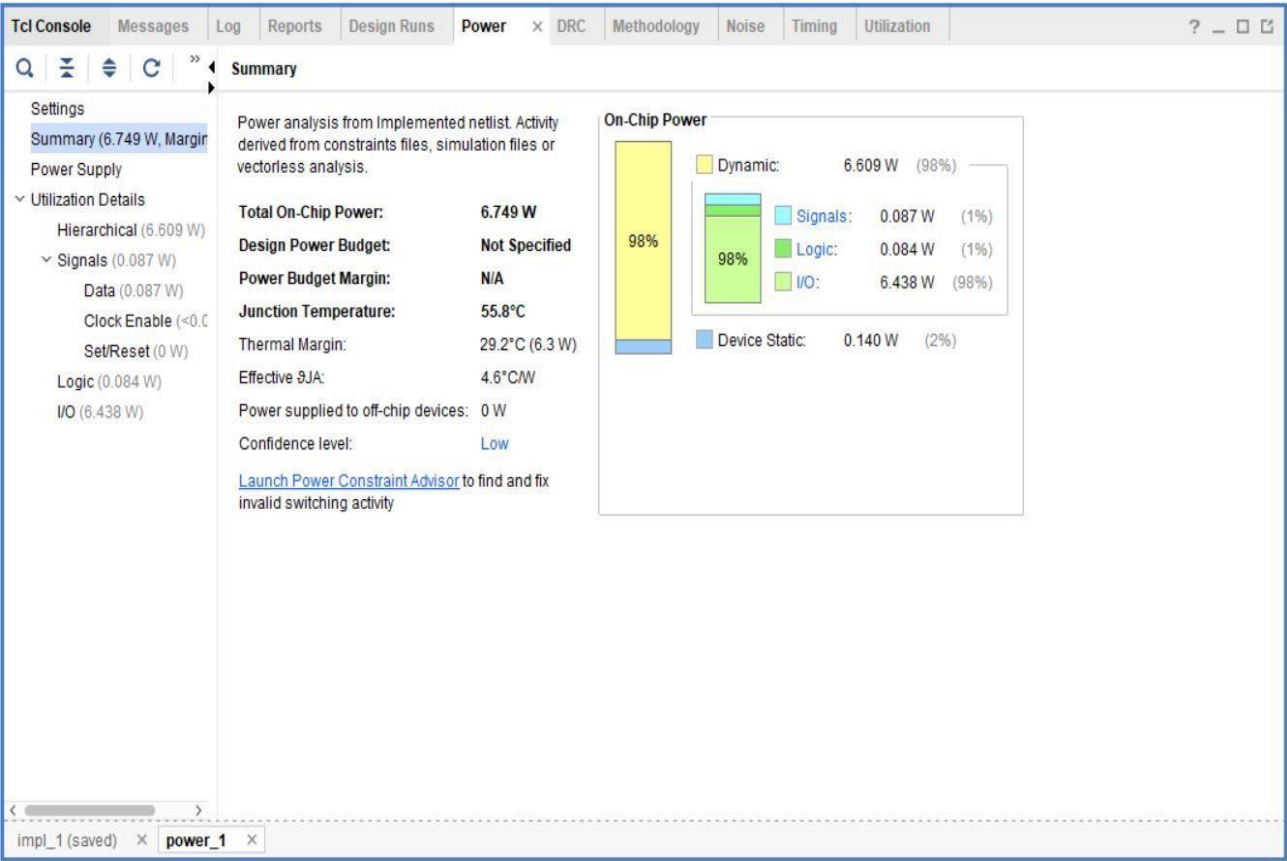 Tcl Console Messages Log Reports Design Runs Power × DRC Methodology Noise Timing Utilization ?
»
Summary
Settings
Summary (6.749 W, Margin
Power Supply
Utilization Details
Hierarchical (6.609 W)
Signals (0.087 W)
Data (0.087 W)
Clock Enable (<0.0
Set/Reset (0 W)
Logic (0.084 W)
I/O (6.438 W)
Power analysis from Implemented netlist. Activity
derived from constraints files, simulation files or
vectorless analysis.
Total On-Chip Power: 6.749 W
Design Power Budget: Not Specified
Power Budget Margin: N/A
Junction Temperature: 55.8°C
Thermal Margin: 29.2°C (6.3 W)
Effective ϑJA: 4.6°C/W
Power supplied to off-chip devices: 0 W
Confidence level: Low
Launch Power Constraint Advisor to find and fix
invalid switching activity
On-Chip Power
98%
Dynamic: 6.609 W (98%)
98%
Signals: 0.087 W (1%)
Logic: 0.084 W (1%)
I/O: 6.438 W (98%)
Device Static: 0.140 W (2%)
impl_1 (saved) × power_1 ×